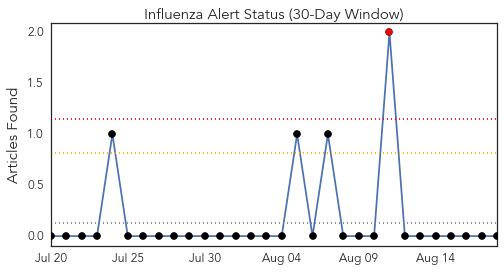 Influenza Alert Status (30-Day Window)
Articles Found
2.0
1.5
1.0
0.5
0.0
Jul 20 Jul 25 Jul 30 Aug 04 Aug 09 Aug 14